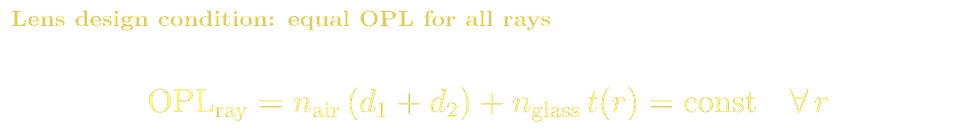 Lens design condition: equal OPL for all rays
OPL_ray = n_air (d_1 + d_2) + n_glass t(r) = const ∀ r